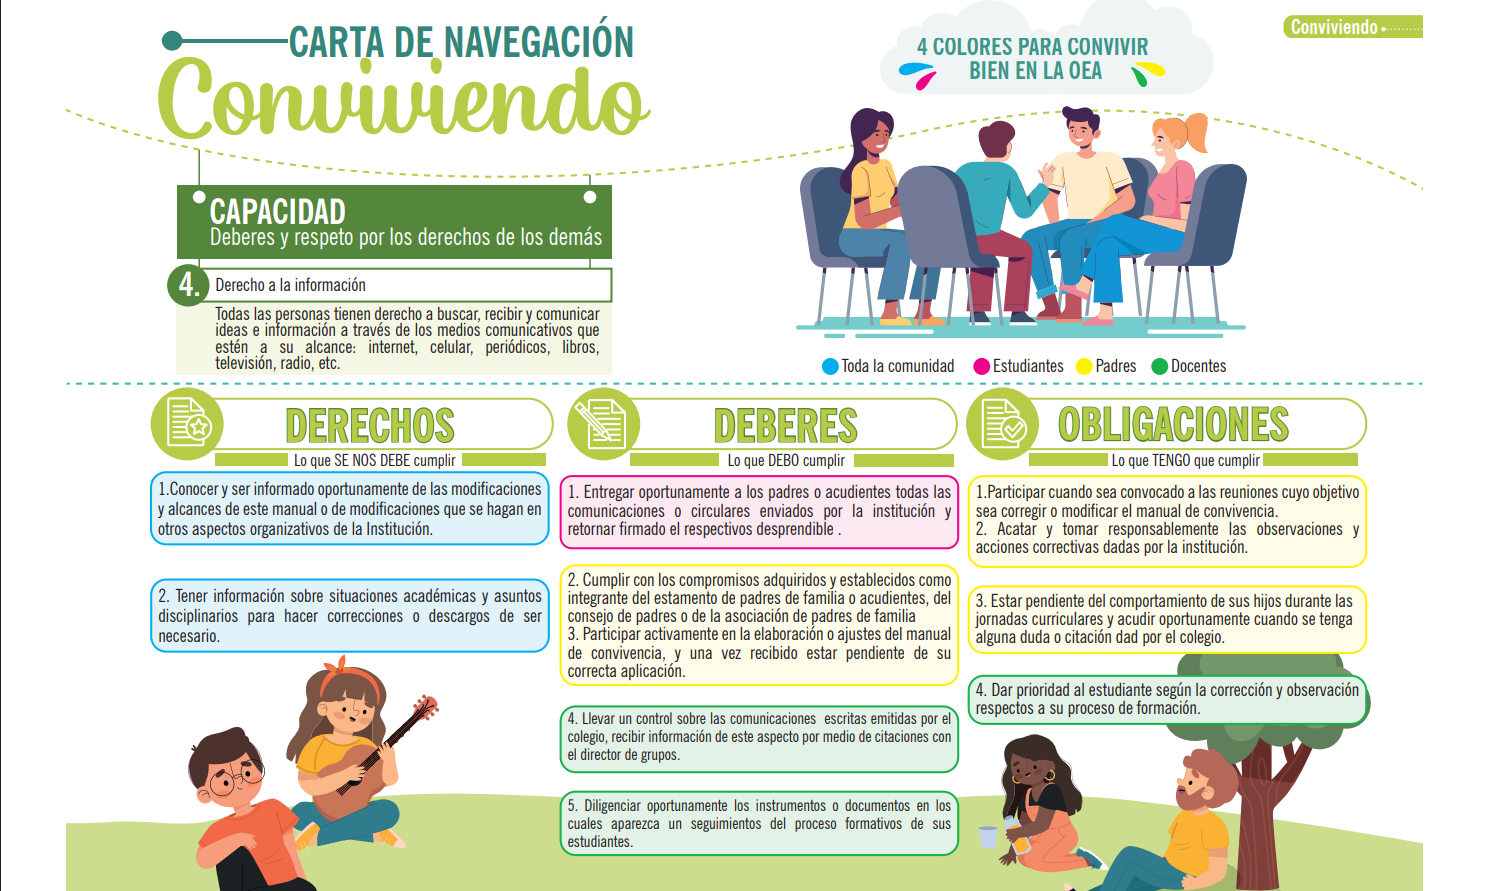 CARTA DE NAVEGACIÓN
Conviviendo
4 COLORES PARA CONVIVIR
BIEN EN LA OEA
Conviviendo
CAPACIDAD
Deberes y respeto por los derechos de los demás
4.
Derecho a la información
Todas las personas tienen derecho a buscar, recibir y comunicar
ideas e información a través de los medios comunicativos que
estén a su alcance: internet, celular, periódicos, libros,
televisión, radio, etc.
Toda la comunidad
Estudiantes
Padres
Docentes
DERECHOS
Lo que SE NOS DEBE cumplir
1.Conocer y ser informado oportunamente de las modificaciones
y alcances de este manual o de modificaciones que se hagan en
otros aspectos organizativos de la Institución.
2. Tener información sobre situaciones académicas y asuntos
disciplinarios para hacer correcciones o descargos de ser
necesario.
DEBERES
Lo que DEBO cumplir
1. Entregar oportunamente a los padres o acudientes todas las
comunicaciones o circulares enviados por la institución y
retornar firmado el respectivos desprendible .
2. Cumplir con los compromisos adquiridos y establecidos como
integrante del estamento de padres de familia o acudientes, del
consejo de padres o de la asociación de padres de familia
3. Participar activamente en la elaboración o ajustes del manual
de convivencia, y una vez recibido estar pendiente de su
correcta aplicación.
4. Llevar un control sobre las comunicaciones escritas emitidas por el
colegio, recibir información de este aspecto por medio de citaciones con
el director de grupos.
5. Diligenciar oportunamente los instrumentos o documentos en los
cuales aparezca un seguimientos del proceso formativos de sus
estudiantes.
OBLIGACIONES
Lo que TENGO que cumplir
1.Participar cuando sea convocado a las reuniones cuyo objetivo
sea corregir o modificar el manual de convivencia.
2. Acatar y tomar responsablemente las observaciones y
acciones correctivas dadas por la institución.
3. Estar pendiente del comportamiento de sus hijos durante las
jornadas curriculares y acudir oportunamente cuando se tenga
alguna duda o citación dad por el colegio.
4. Dar prioridad al estudiante según la corrección y observación
respectos a su proceso de formación.